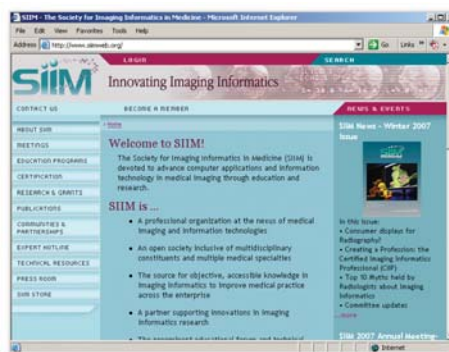 SIIM - The Society for Imaging Informatics in Medicine - Microsoft Internet Explorer
File Edit View Favorites Tools Help
Address http://www.siimweb.org/ Go Links »
LOGIN SEARCH
SIIM Innovating Imaging Informatics
CONTACT US BECOME A MEMBER NEWS & EVENTS
ABOUT SIIM
MEETINGS
EDUCATION PROGRAMS
CERTIFICATION
RESEARCH & GRANTS
PUBLICATIONS
COMMUNITIES &
PARTNERSHIPS
EXPERT HOTLINE
TECHNICAL RESOURCES
PRESS ROOM
SIIM STORE
Home
Welcome to SIIM!
The Society for Imaging Informatics in Medicine (SIIM) is
devoted to advance computer applications and information
technology in medical imaging through education and
research.
SIIM is ...
• A professional organization at the nexus of medical
imaging and information technologies
• An open society inclusive of multidisciplinary
constituents and multiple medical specialties
• The source for objective, accessible knowledge in
imaging informatics to improve medical practice
across the enterprise
• A partner supporting innovations in imaging
informatics research
• The preeminent educational forum and technical
SIIM News - Winter 2007
Issue
In this issue:
• Consumer displays for
Radiography?
• Creating a Profession: the
Certified Imaging Informatics
Professional (CIIP)
• Top 10 Myths held by
Radiologists about Imaging
Informatics
• Committee updates
...more
SIIM 2007 Annual Meeting-
Internet